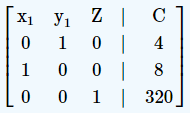 x₁ y₁ Z | C
0 1 0 | 4
1 0 0 | 8
0 0 1 | 320